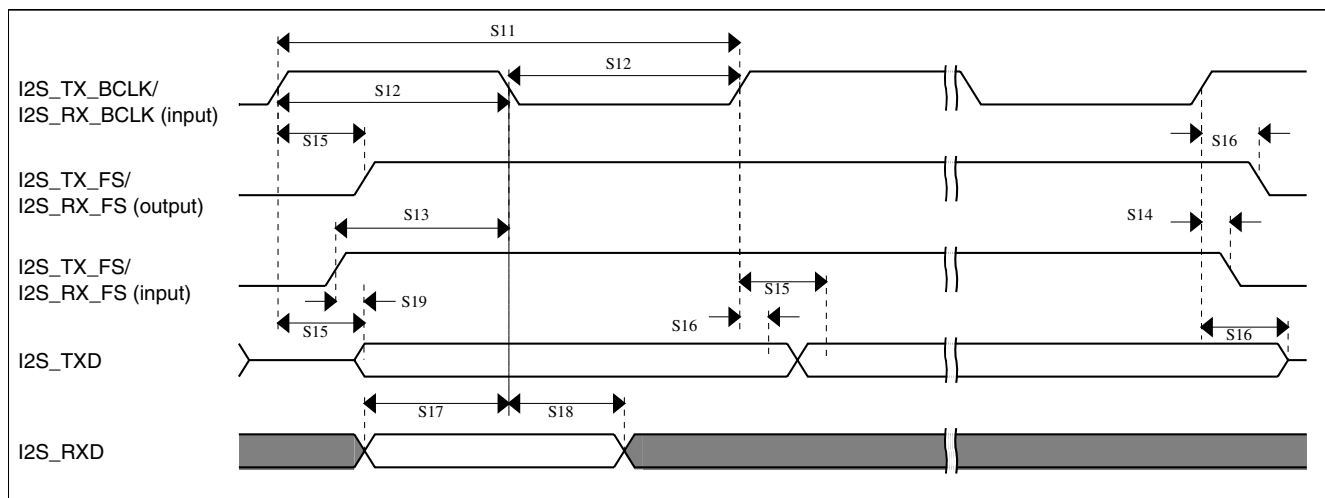 S11
I2S_TX_BCLK/
I2S_RX_BCLK (input)
S12
S12
S15
S16
I2S_TX_FS/
I2S_RX_FS (output)
S13
S14
I2S_TX_FS/
I2S_RX_FS (input)
S19
S15
S15
S16
S16
I2S_TXD
S17
S18
I2S_RXD